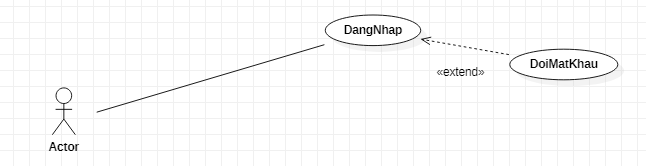 DangNhap
DoiMatKhau
«extend»
Actor